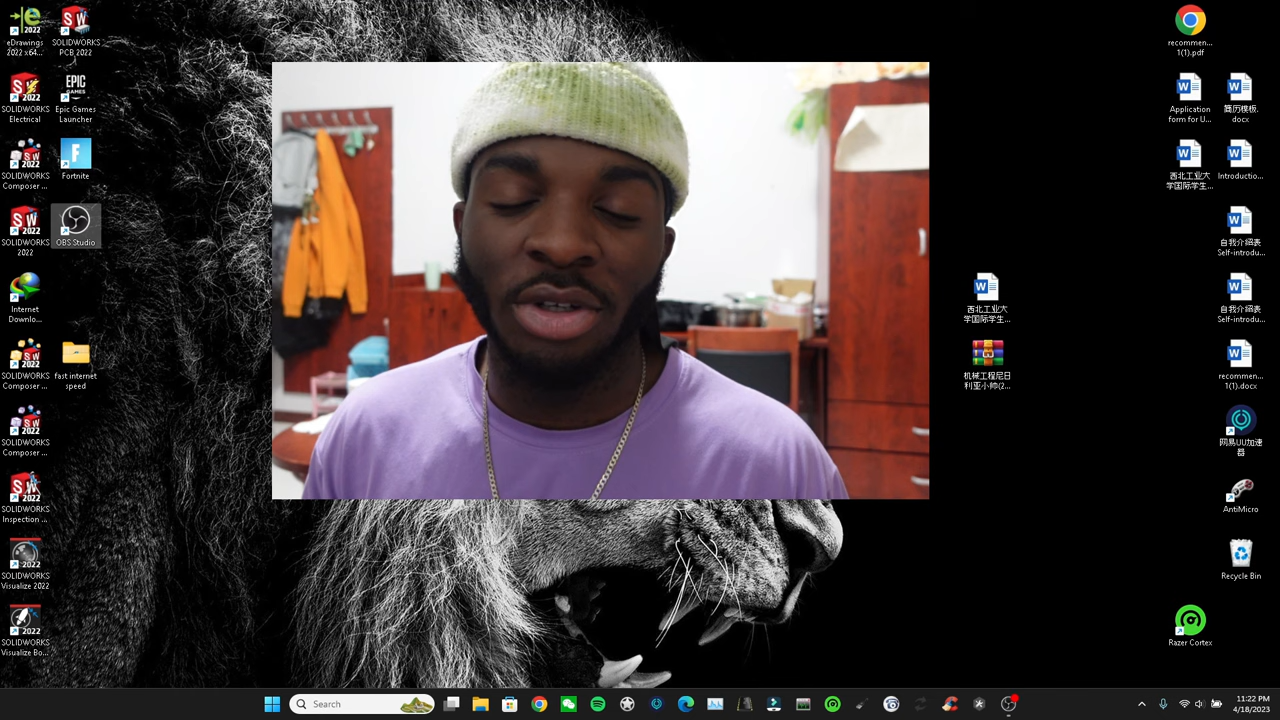 eDrawings
2022 x64...
SOLIDWORKS
PCB 2022
SOLIDWORKS
Electrical
Epic Games
Launcher
SOLIDWORKS
Composer ...
Fortnite
SOLIDWORKS
2022
OBS Studio
Internet
Downlo...
SOLIDWORKS
Composer ...
fast internet
speed
SOLIDWORKS
Composer ...
SOLIDWORKS
Inspection ...
SOLIDWORKS
Visualize 2022
SOLIDWORKS
Visualize Bo...
西北工业大
学国际学生...
机械工程尼日
利亚小帅(2...
recommen...
1(1).pdf
Application
form for U...
简历模板.
docx
西北工业大
学国际学生...
Introductio...
自我介绍表
Self-introdu...
自我介绍表
Self-introdu...
recommen...
1(1).docx
网易UU加速
器
AntiMicro
Recycle Bin
Razer Cortex
Search
11:22 PM
4/18/2023